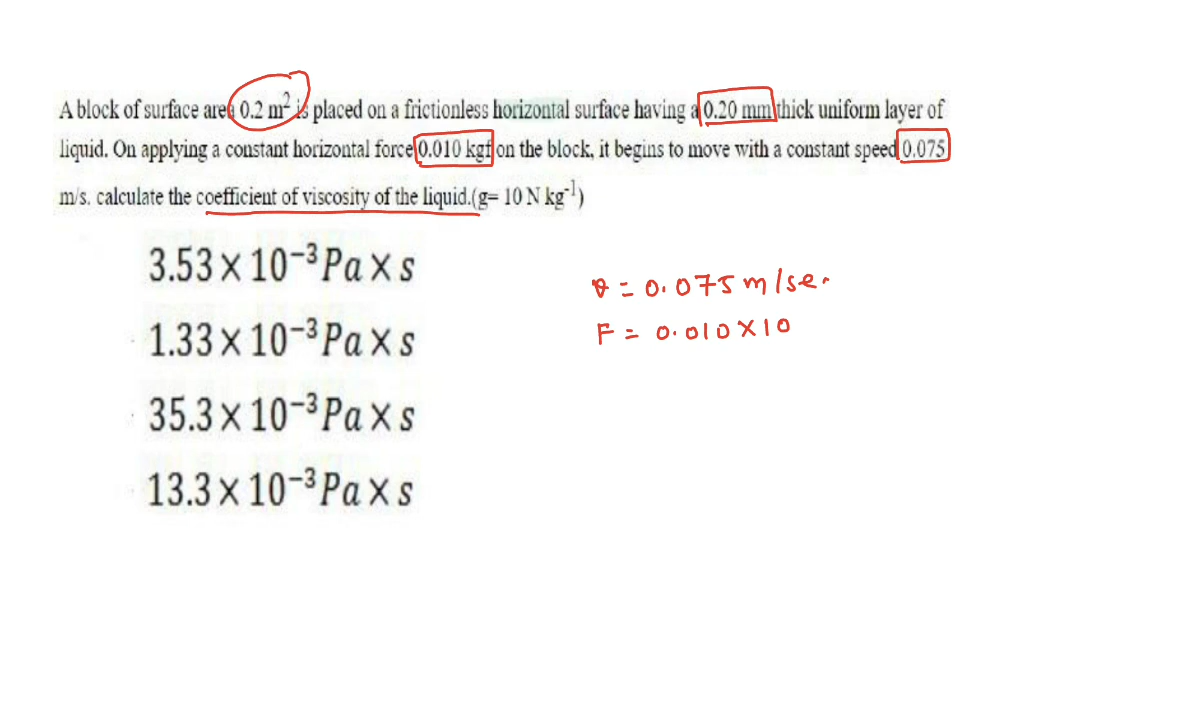 A block of surface area 0.2 m² is placed on a frictionless horizontal surface having a 0.20 mm thick uniform layer of
liquid. On applying a constant horizontal force 0.010 kgf on the block, it begins to move with a constant speed 0.075
m/s. calculate the coefficient of viscosity of the liquid.(g= 10 N kg⁻¹)
3.53 × 10⁻³ Pa × s
1.33 × 10⁻³ Pa × s
35.3 × 10⁻³ Pa × s
13.3 × 10⁻³ Pa × s
v = 0.075 m/se.
F = 0.010 × 10